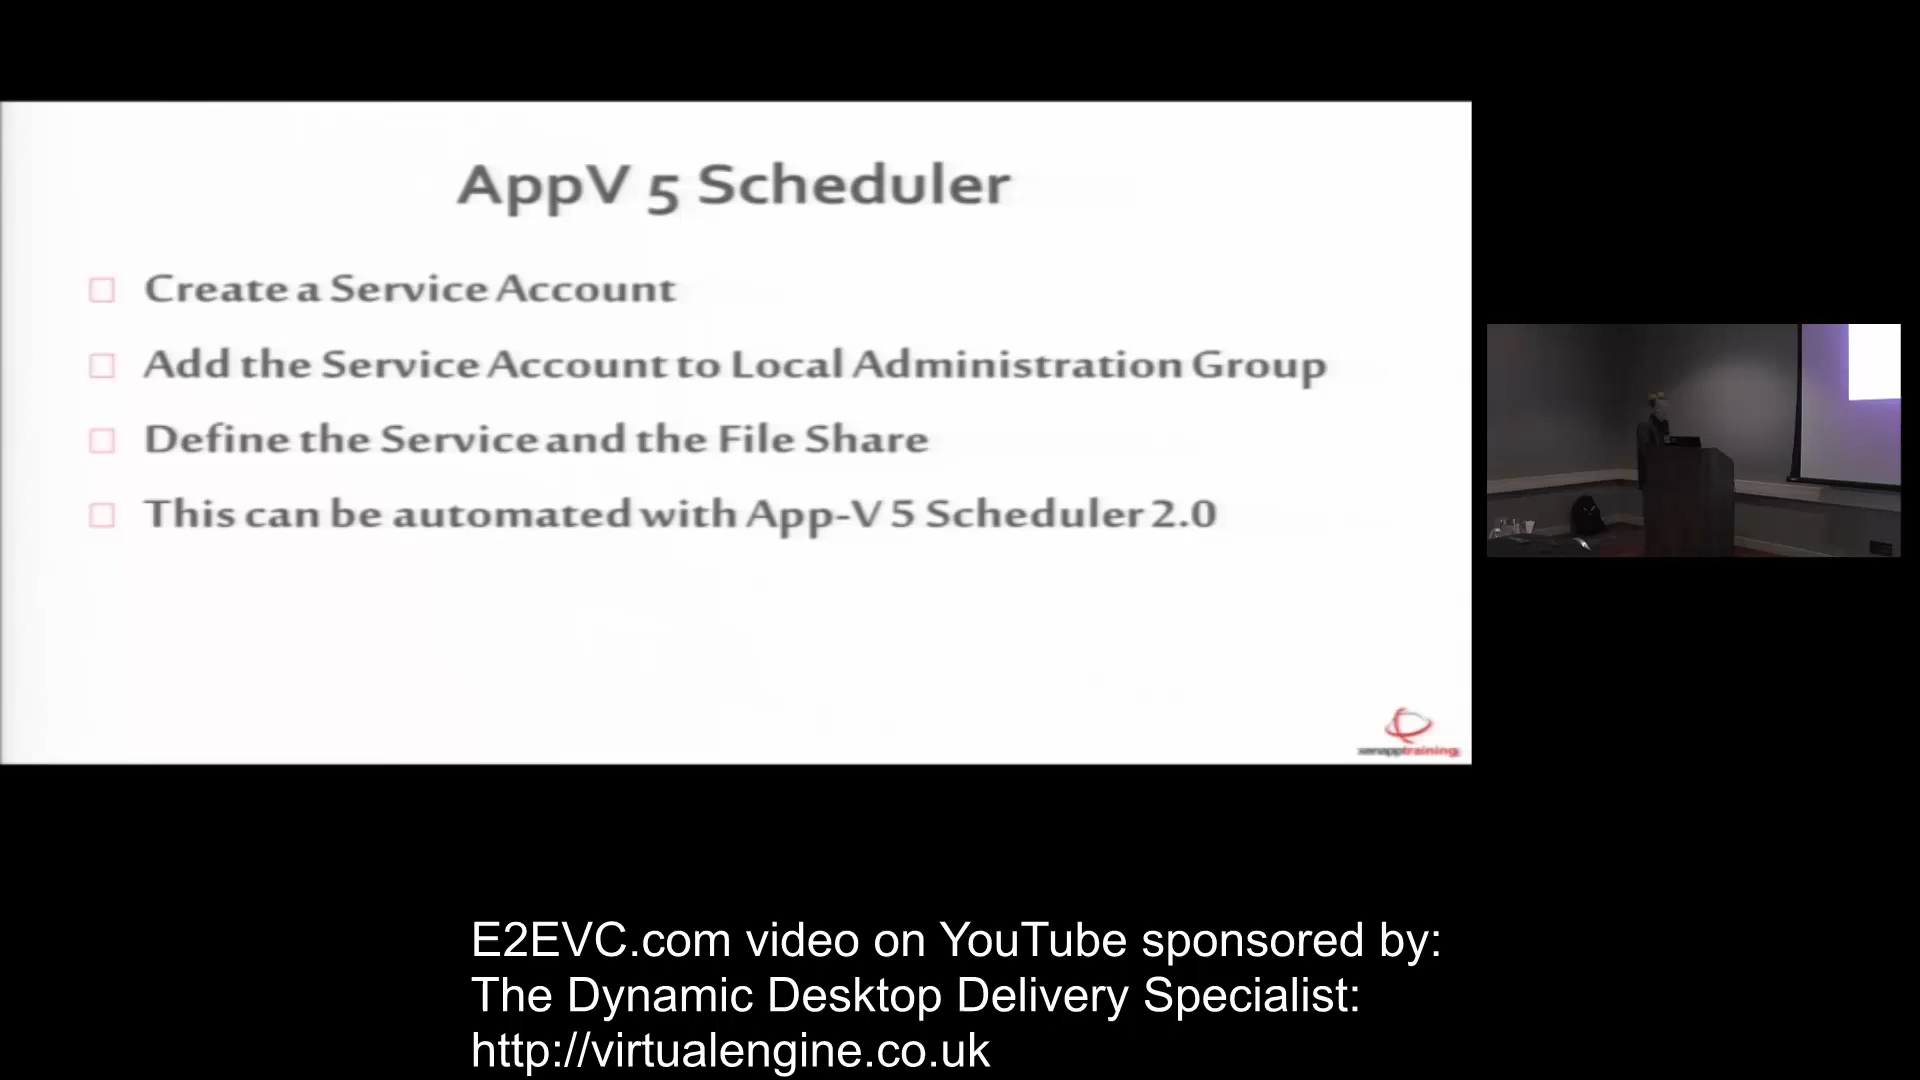 AppV 5 Scheduler
Create a Service Account
Add the Service Account to Local Administration Group
Define the Service and the File Share
This can be automated with App-V 5 Scheduler 2.0
xenapptraining
E2EVC.com video on YouTube sponsored by:
The Dynamic Desktop Delivery Specialist:
http://virtualengine.co.uk